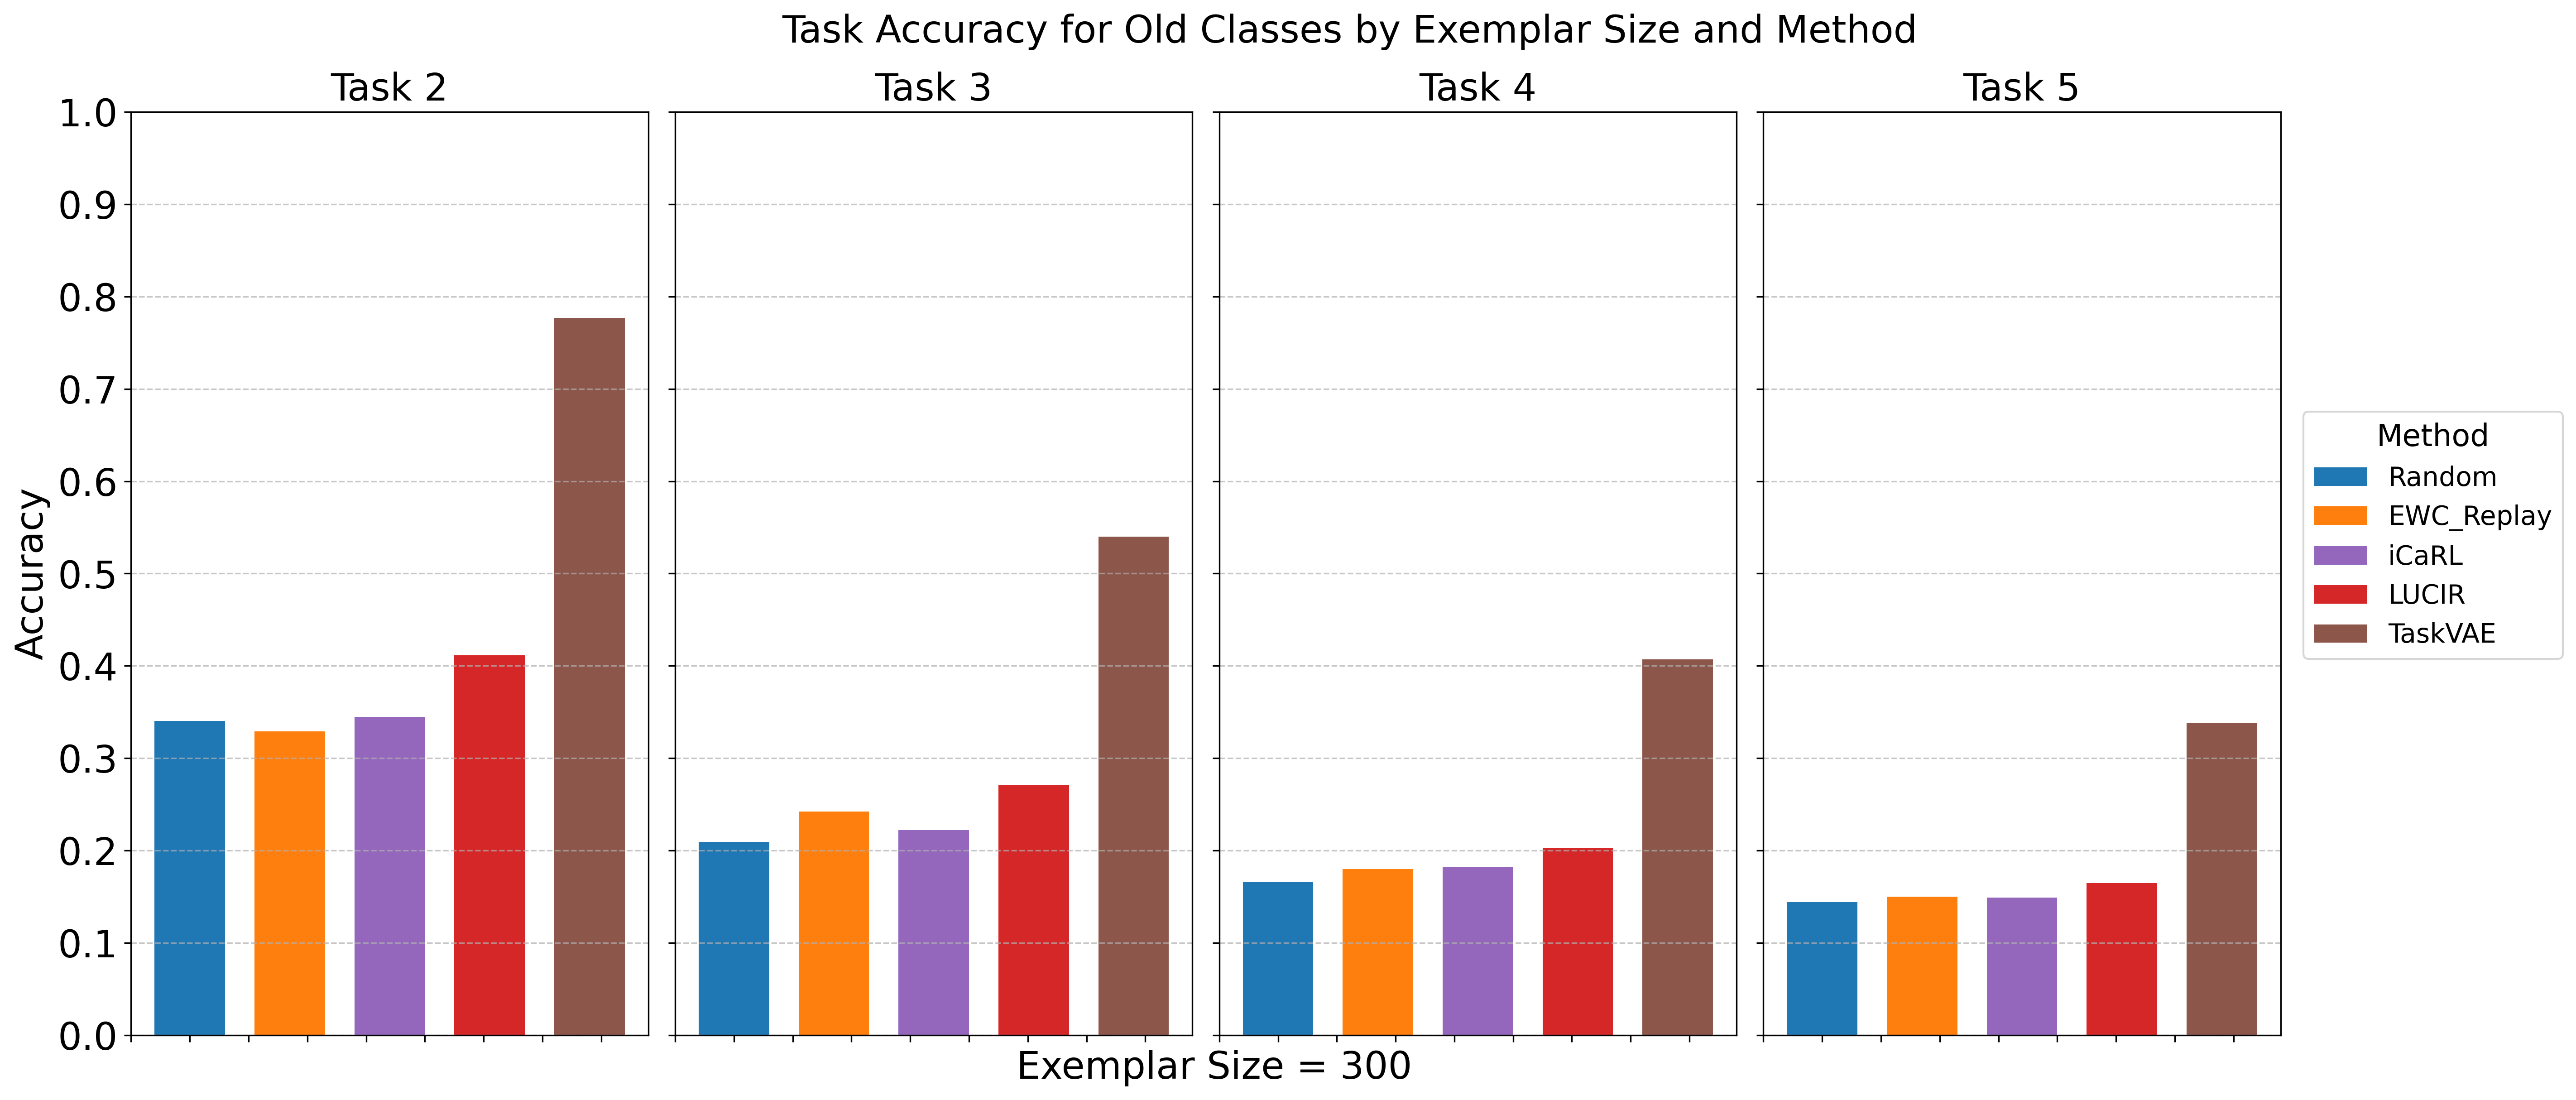 Task Accuracy for Old Classes by Exemplar Size and Method
Task 2
Task 3
Task 4
Task 5
1.0
0.9
0.8
0.7
0.6
0.5
0.4
0.3
0.2
0.1
0.0
Accuracy
Exemplar Size = 300
Method
Random
EWC_Replay
iCaRL
LUCIR
TaskVAE